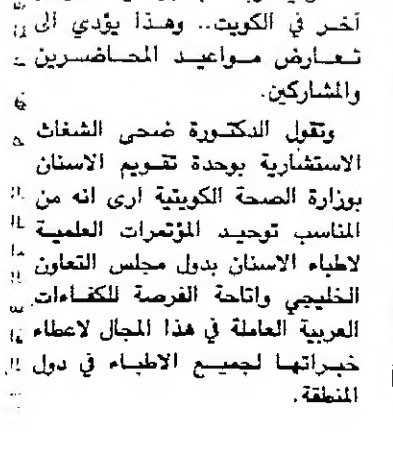 آخر في الكويت.. وهذا يؤدي الى
تعارض مواعيد المحاضرين
والمشاركين.
وتقول الدكتورة ضحى الشغاث
الاستشارية بوحدة تقويم الاسنان
بوزارة الصحة الكويتية ارى انه من
المناسب توحيد المؤتمرات العلمية
لاطباء الاسنان بدول مجلس التعاون
الخليجي واتاحة الفرصة للكفاءات
العربية العاملة في هذا المجال لاعطاء
خبراتها لجميع الاطباء في دول
المنطقة.